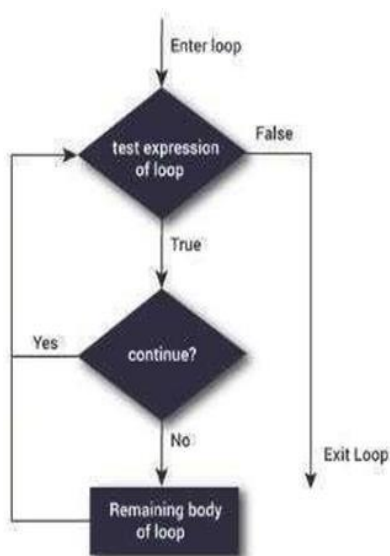 Enter loop
test expression
of loop
False
True
Yes
continue?
No
Exit Loop
Remaining body
of loop